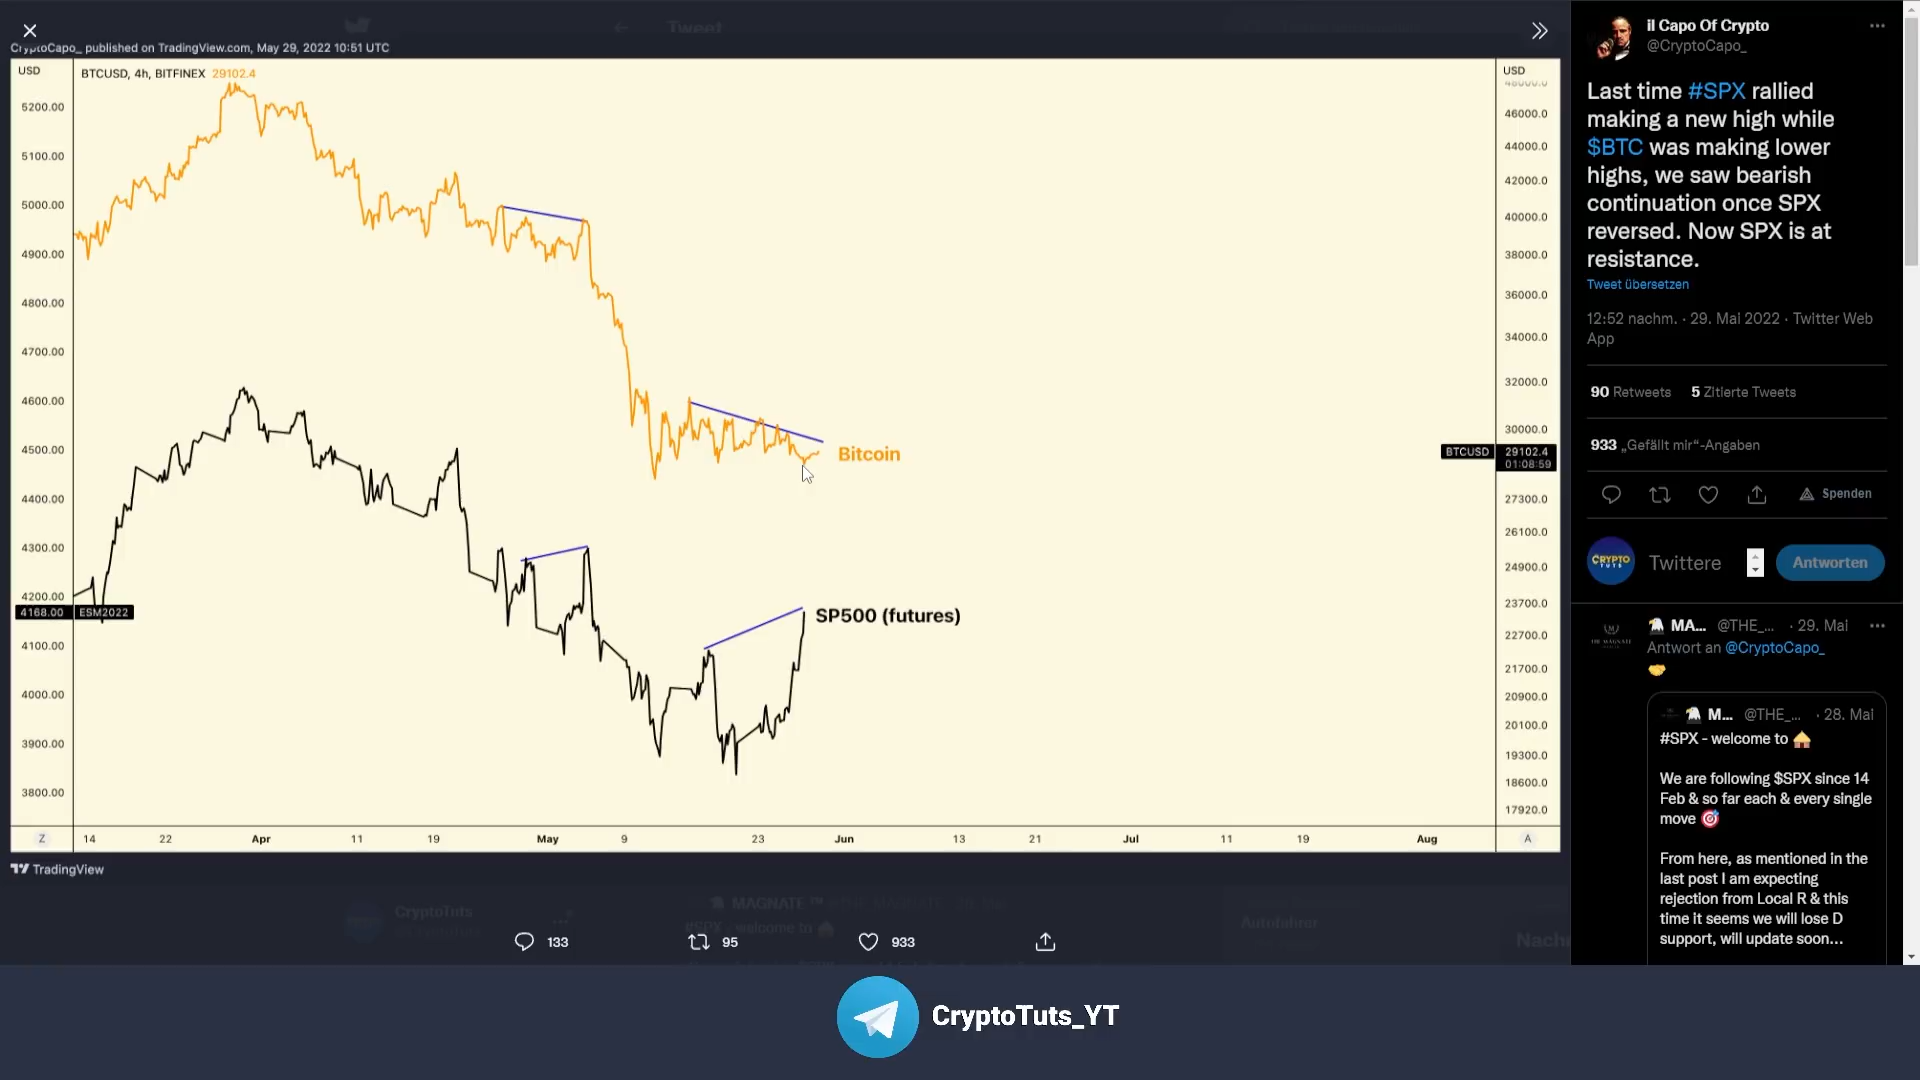 Tweet
CryptoCapo_ published on TradingView.com, May 29, 2022 10:51 UTC
USD
BTCUSD, 4h, BITFINEX 29102.4
5200.00
5100.00
5000.00
4900.00
4800.00
4700.00
4600.00
4500.00
4400.00
4300.00
4200.00
4168.00 ESM2022
4100.00
4000.00
3900.00
3800.00
Bitcoin
SP500 (futures)
USD
48000.0
46000.0
44000.0
42000.0
40000.0
38000.0
36000.0
34000.0
32000.0
30000.0
BTCUSD 29102.4
01:08:59
27300.0
26100.0
24900.0
23700.0
22700.0
21700.0
20900.0
20100.0
19300.0
18600.0
17920.0
Z 14 22 Apr 11 19 May 9 23 Jun 13 21 Jul 11 19 Aug A
TradingView
CryptoTuts
MAGNATE
#SPX - welcome to
Autofahrer
133 95 933
il Capo Of Crypto
@CryptoCapo_
Last time #SPX rallied
making a new high while
$BTC was making lower
highs, we saw bearish
continuation once SPX
reversed. Now SPX is at
resistance.
Tweet übersetzen
12:52 nachm. · 29. Mai 2022 · Twitter Web
App
90 Retweets 5 Zitierte Tweets
933 „Gefällt mir“-Angaben
Spenden
CRYPTO
TUTS
Twittere
Antworten
MA... @THE_... · 29. Mai
Antwort an @CryptoCapo_
🤝
M... @THE_... · 28. Mai
#SPX - welcome to 🛖
We are following $SPX since 14
Feb & so far each & every single
move 🎯
From here, as mentioned in the
last post I am expecting
rejection from Local R & this
time it seems we will lose D
support, will update soon...
CryptoTuts_YT